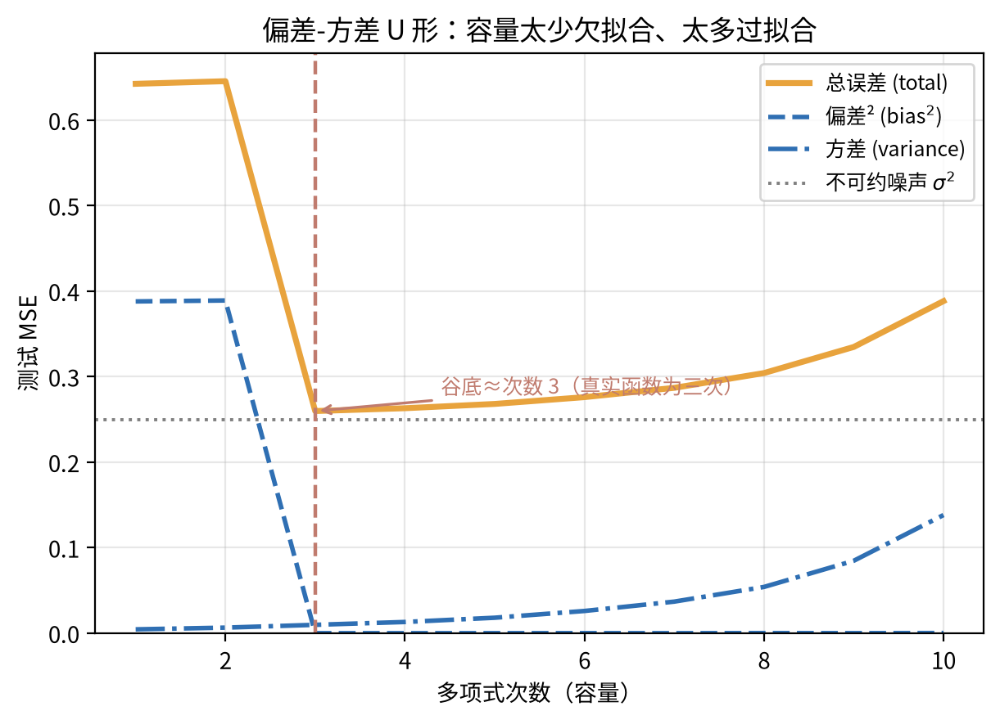 偏差-方差 U 形：容量太少欠拟合、太多过拟合
总误差 (total)
偏差² (bias²)
方差 (variance)
不可约噪声 σ²
测试 MSE
0.6
0.5
0.4
0.3
0.2
0.1
0.0
谷底≈次数 3（真实函数为三次）
2 4 6 8 10
多项式次数（容量）